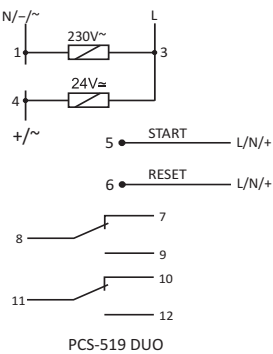 N/−/~ L
230V~
1 3
24V≃
4
+/~
5 START L/N/+
6 RESET L/N/+
7
8
9
10
11
12
PCS-519 DUO